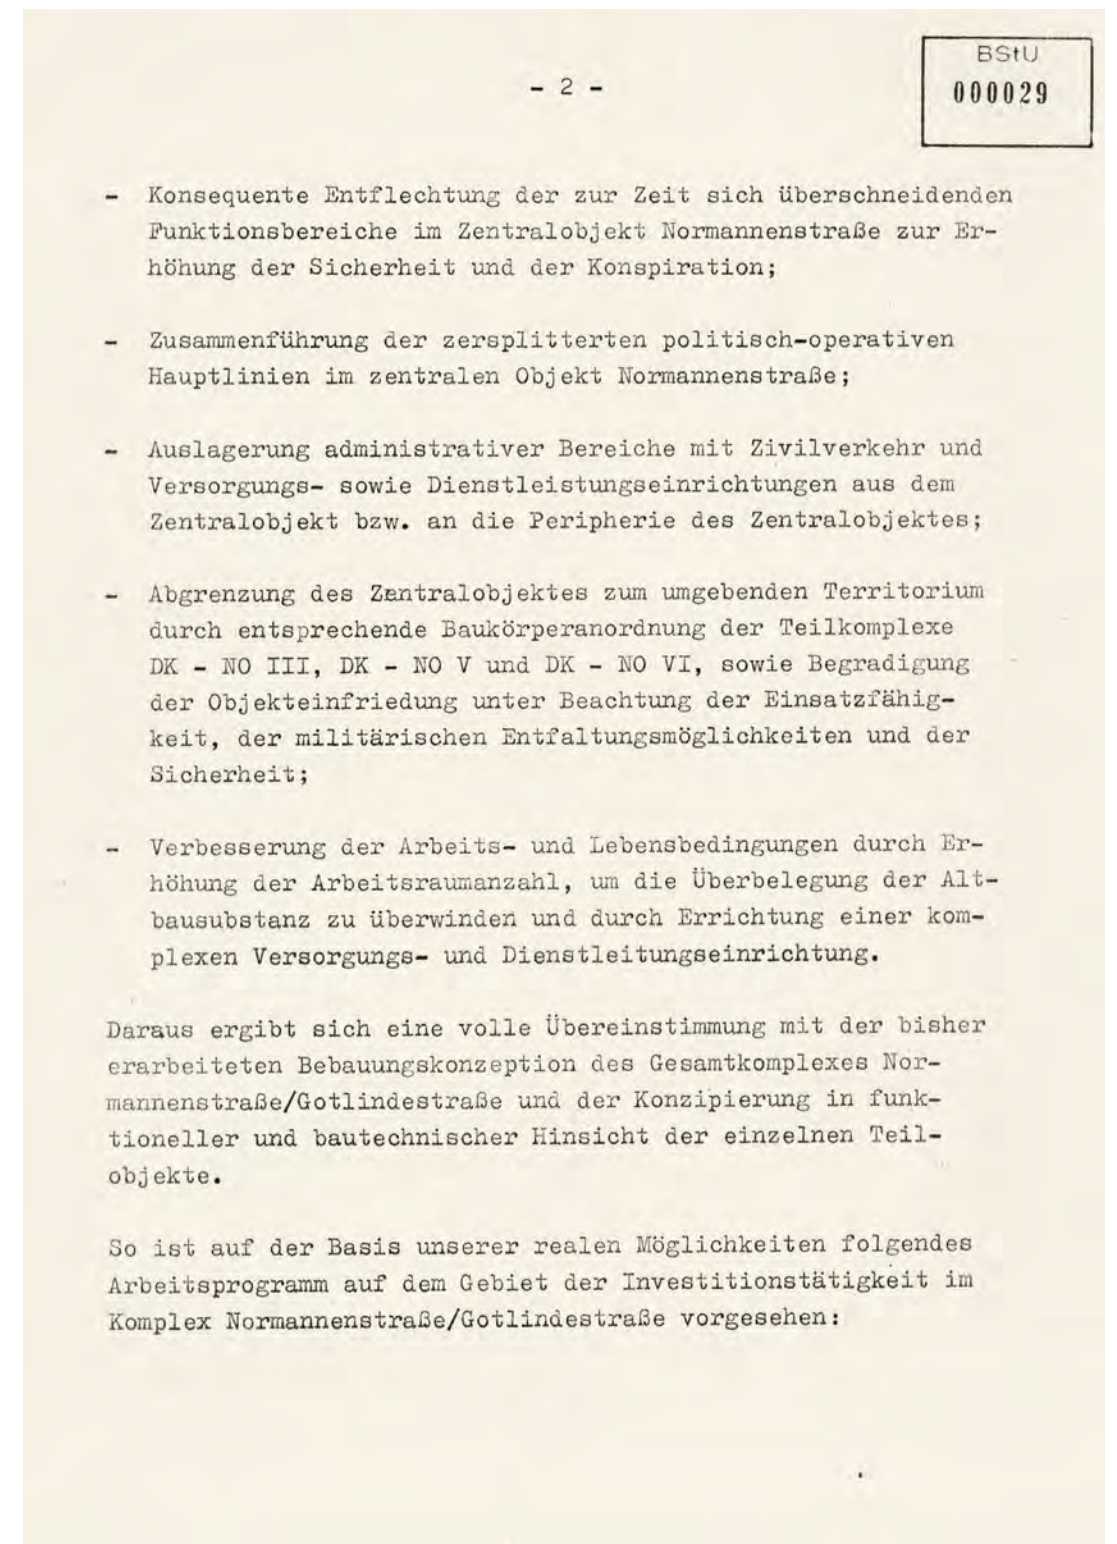 BStU
000029
- 2 -
- Konsequente Entflechtung der zur Zeit sich überschneidenden
Funktionsbereiche im Zentralobjekt Normannenstraße zur Er-
höhung der Sicherheit und der Konspiration;
- Zusammenführung der zersplitterten politisch-operativen
Hauptlinien im zentralen Objekt Normannenstraße;
- Auslagerung administrativer Bereiche mit Zivilverkehr und
Versorgungs- sowie Dienstleistungseinrichtungen aus dem
Zentralobjekt bzw. an die Peripherie des Zentralobjektes;
- Abgrenzung des Zentralobjektes zum umgebenden Territorium
durch entsprechende Baukörperanordnung der Teilkomplexe
DK - NO III, DK - NO V und DK - NO VI, sowie Begradigung
der Objekteinfriedung unter Beachtung der Einsatzfähig-
keit, der militärischen Entfaltungsmöglichkeiten und der
Sicherheit;
- Verbesserung der Arbeits- und Lebensbedingungen durch Er-
höhung der Arbeitsraumanzahl, um die Überbelegung der Alt-
bausubstanz zu überwinden und durch Errichtung einer kom-
plexen Versorgungs- und Dienstleitungseinrichtung.
Daraus ergibt sich eine volle Übereinstimmung mit der bisher
erarbeiteten Bebauungskonzeption des Gesamtkomplexes Nor-
mannenstraße/Gotlindestraße und der Konzipierung in funk-
tioneller und bautechnischer Hinsicht der einzelnen Teil-
objekte.
So ist auf der Basis unserer realen Möglichkeiten folgendes
Arbeitsprogramm auf dem Gebiet der Investitionstätigkeit im
Komplex Normannenstraße/Gotlindestraße vorgesehen: